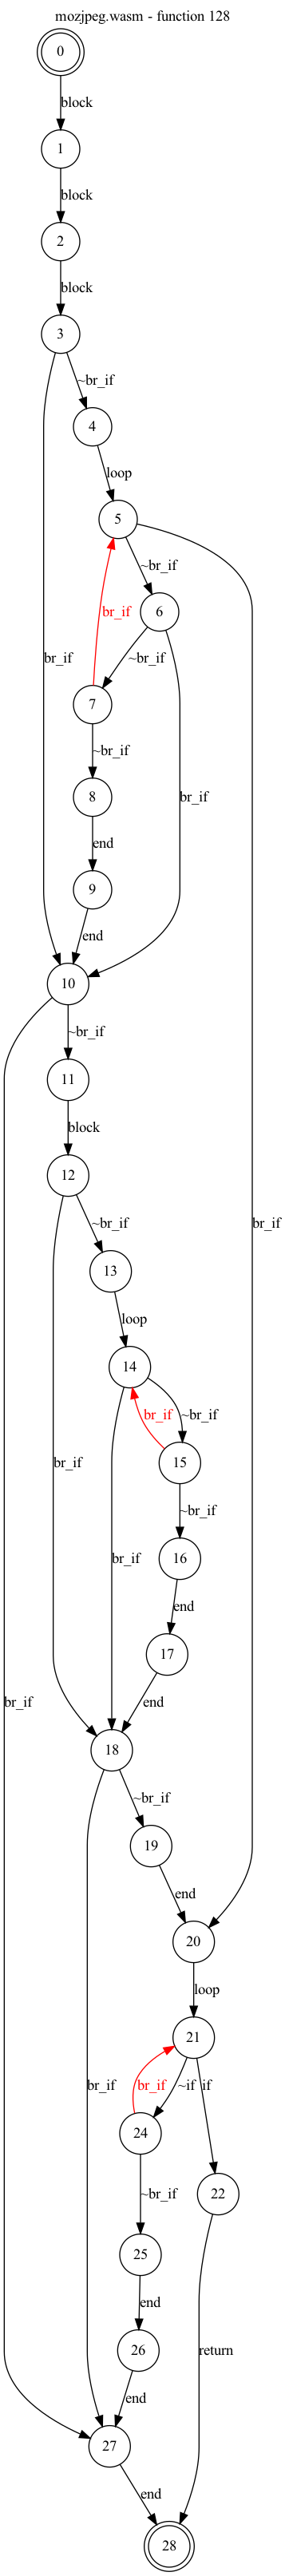 mozjpeg.wasm - function 128
0
block
1
block
2
block
3
~br_if
4
loop
5
~br_if
6
br_if
br_if
~br_if
7
~br_if
br_if
8
end
9
end
10
~br_if
11
block
12
br_if
~br_if
13
loop
14
br_if
~br_if
15
br_if
br_if
~br_if
16
end
17
br_if
end
18
~br_if
19
end
20
loop
21
br_if
br_if
~if
if
24
22
~br_if
25
end
26
return
end
27
end
28